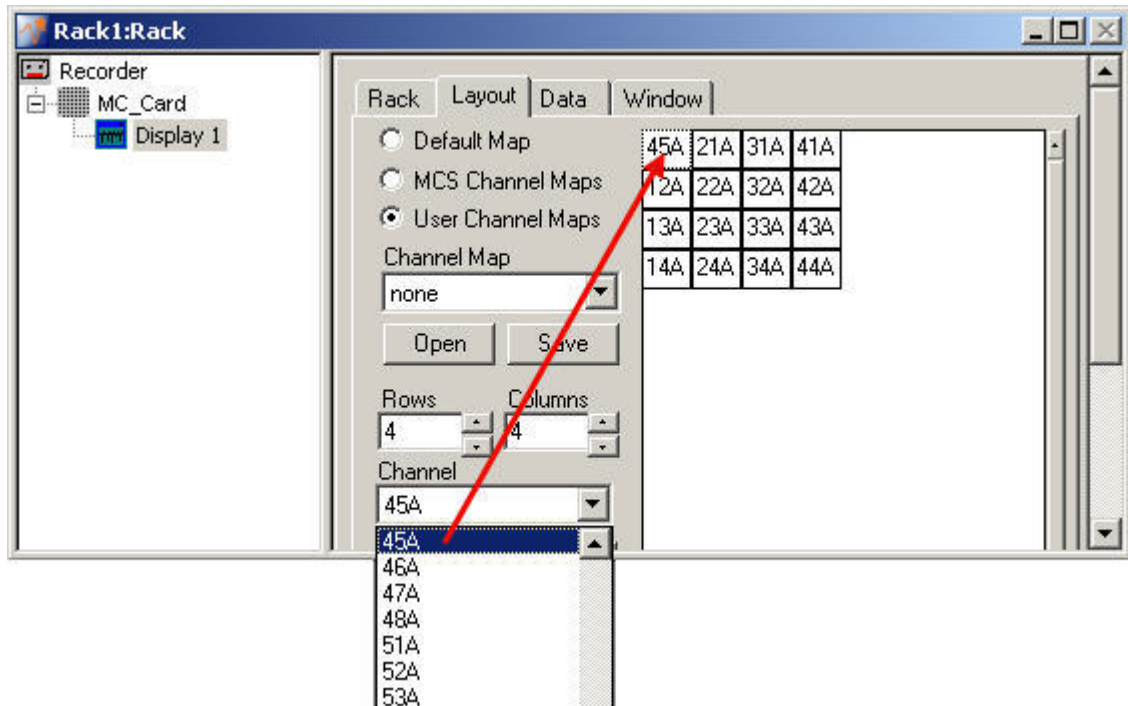 Rack1:Rack
Recorder
MC_Card
Display 1
Rack Layout Data Window
Default Map
MCS Channel Maps
User Channel Maps
Channel Map
none
Open Save
Rows Columns
4 4
Channel
45A
45A
46A
47A
48A
51A
52A
53A
45A 21A 31A 41A
12A 22A 32A 42A
13A 23A 33A 43A
14A 24A 34A 44A